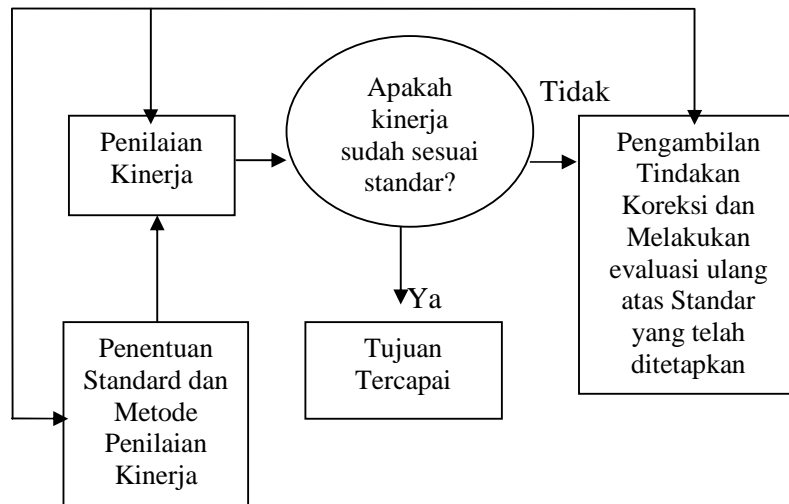 Penilaian
Kinerja
Apakah
kinerja
sudah sesuai
standar?
Tidak
Pengambilan
Tindakan
Koreksi dan
Melakukan
evaluasi ulang
atas Standar
yang telah
ditetapkan
Ya
Penentuan
Standard dan
Metode
Penilaian
Kinerja
Tujuan
Tercapai